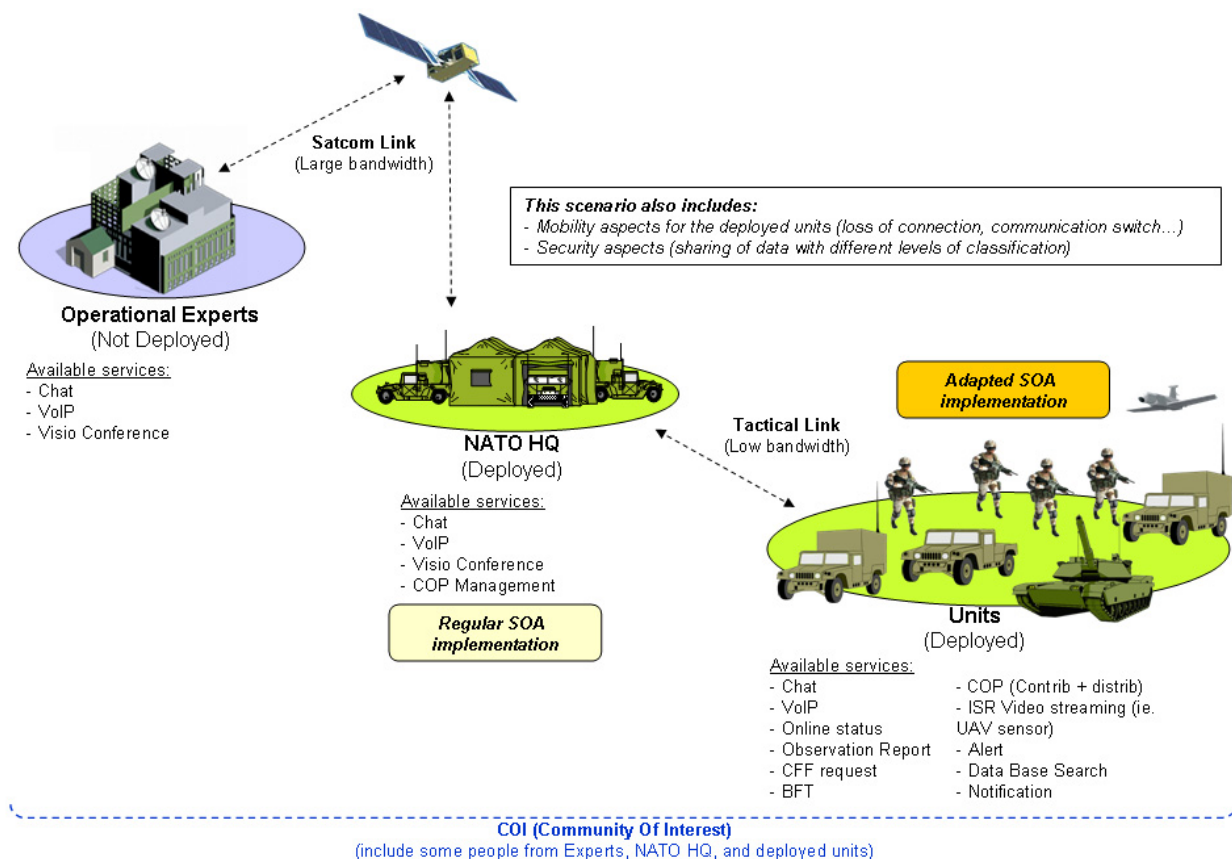 Satcom Link
(Large bandwidth)
This scenario also includes:
- Mobility aspects for the deployed units (loss of connection, communication switch...)
- Security aspects (sharing of data with different levels of classification)
Operational Experts
(Not Deployed)
Available services:
- Chat
- VoIP
- Visio Conference
NATO HQ
(Deployed)
Available services:
- Chat
- VoIP
- Visio Conference
- COP Management
Regular SOA
implementation
Tactical Link
(Low bandwidth)
Adapted SOA
implementation
Units
(Deployed)
Available services:
- Chat
- VoIP
- Online status
- Observation Report
- CFF request
- BFT
- COP (Contrib + distrib)
- ISR Video streaming (ie.
UAV sensor)
- Alert
- Data Base Search
- Notification
COI (Community Of Interest)
(include some people from Experts, NATO HQ, and deployed units)